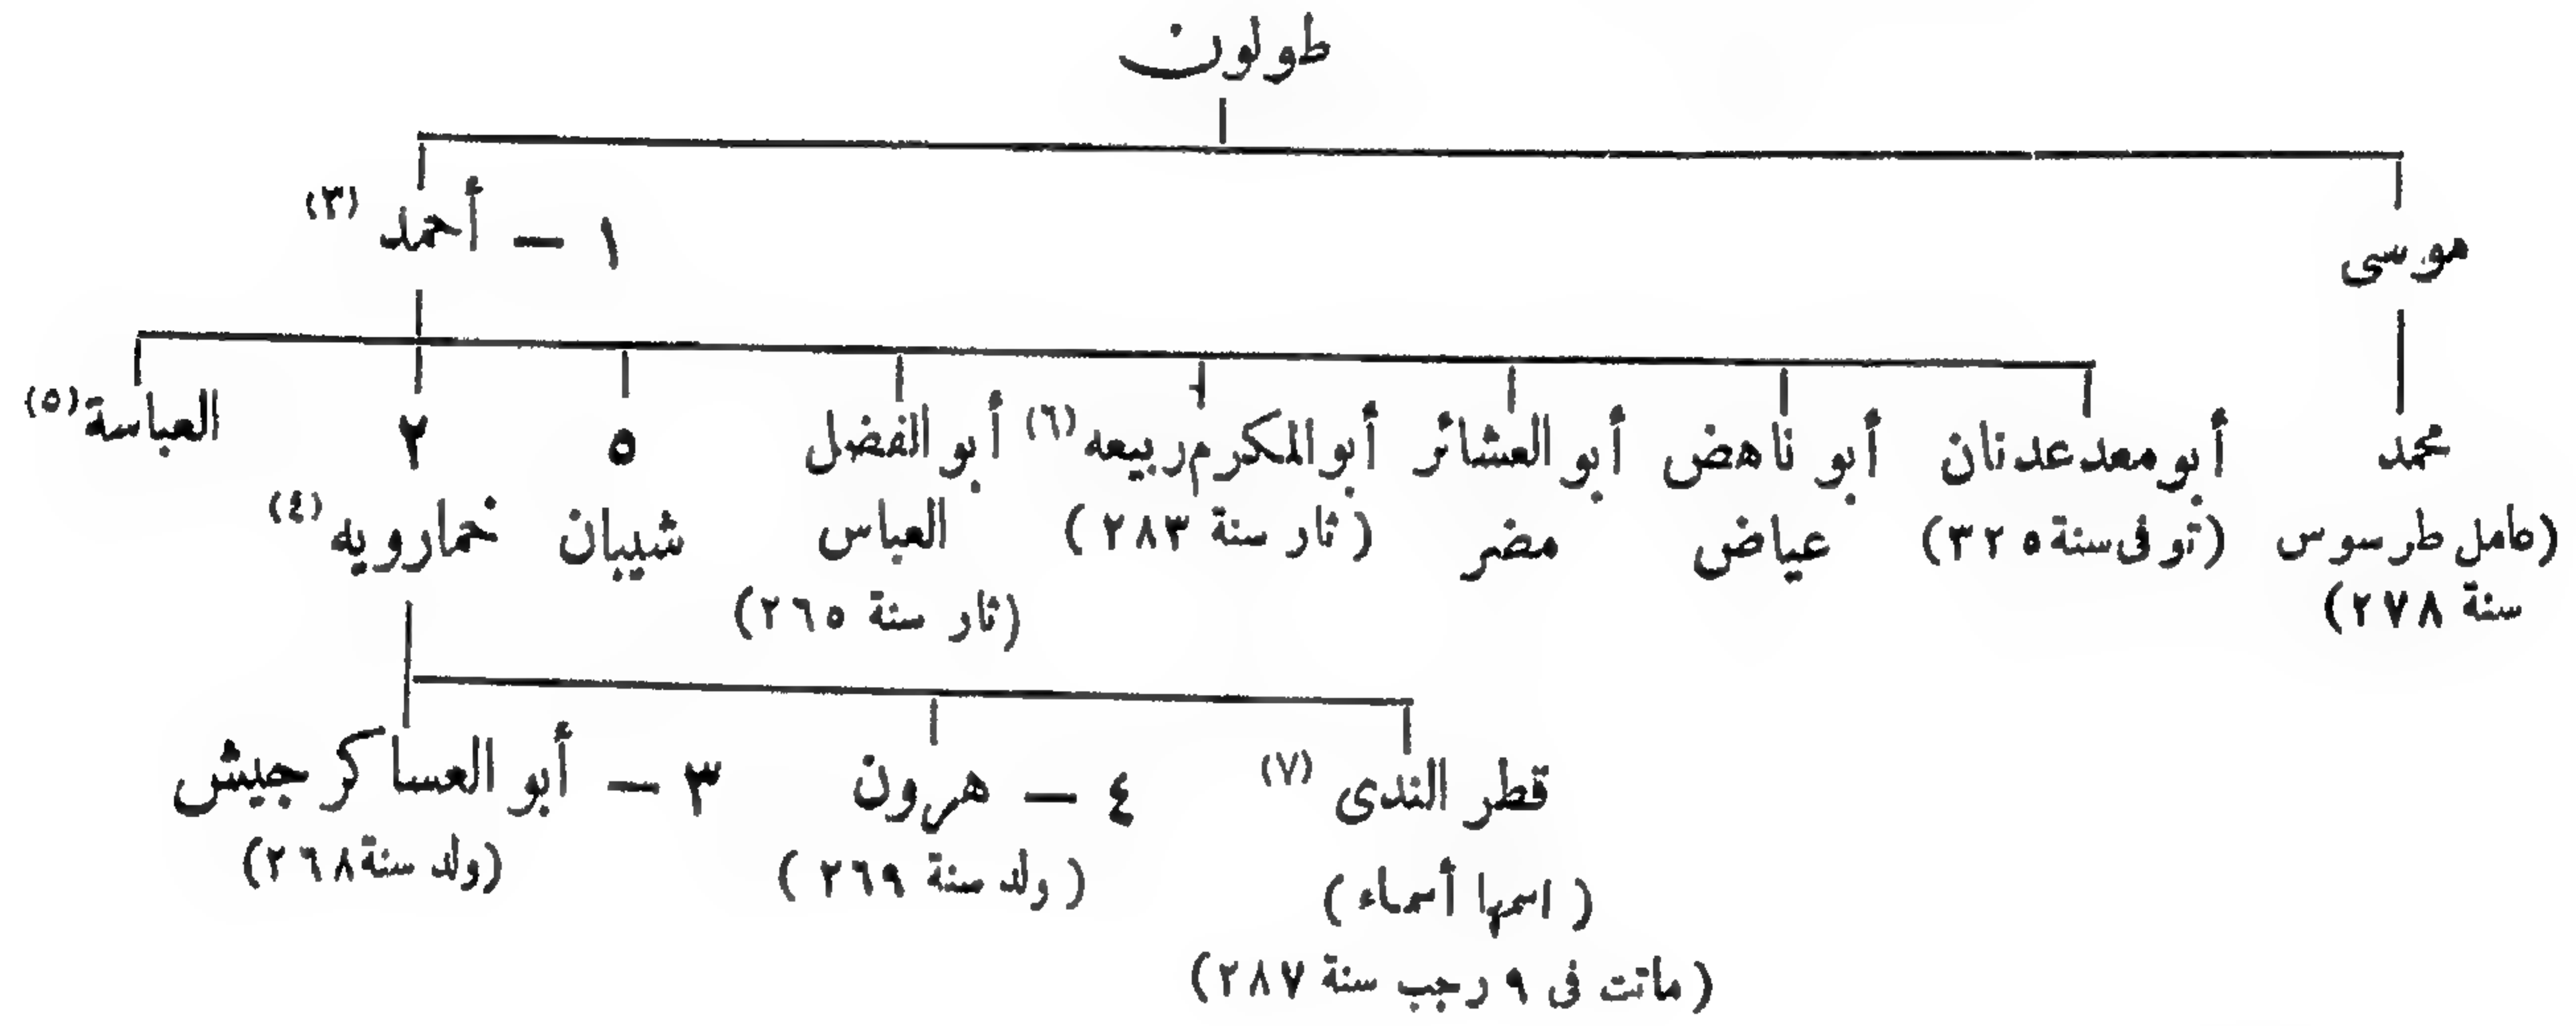 طولون
١ – أحمد (٣)
موسى
أبو معد عدنان
(توفى سنة ٣٢٥)
أبو ناهض
عياض
أبو العشائر
مضر
أبو المكرم ربيعه (٦)
(ثار سنة ٢٨٣)
أبو الفضل
العباس
(ثار سنة ٢٦٥)
٥
شيبان
٢
خمارويه (٤)
العباسة (٥)
محمد
(عامل طرسوس
سنة ٢٧٨)
قطر الندى (٧)
(اسمها أسماء)
(ماتت فى ٩ رجب سنة ٢٨٧)
٤ – هرون
(ولد سنة ٢٦٩)
٣ – أبو العساكر جيش
(ولد سنة ٢٦٨)